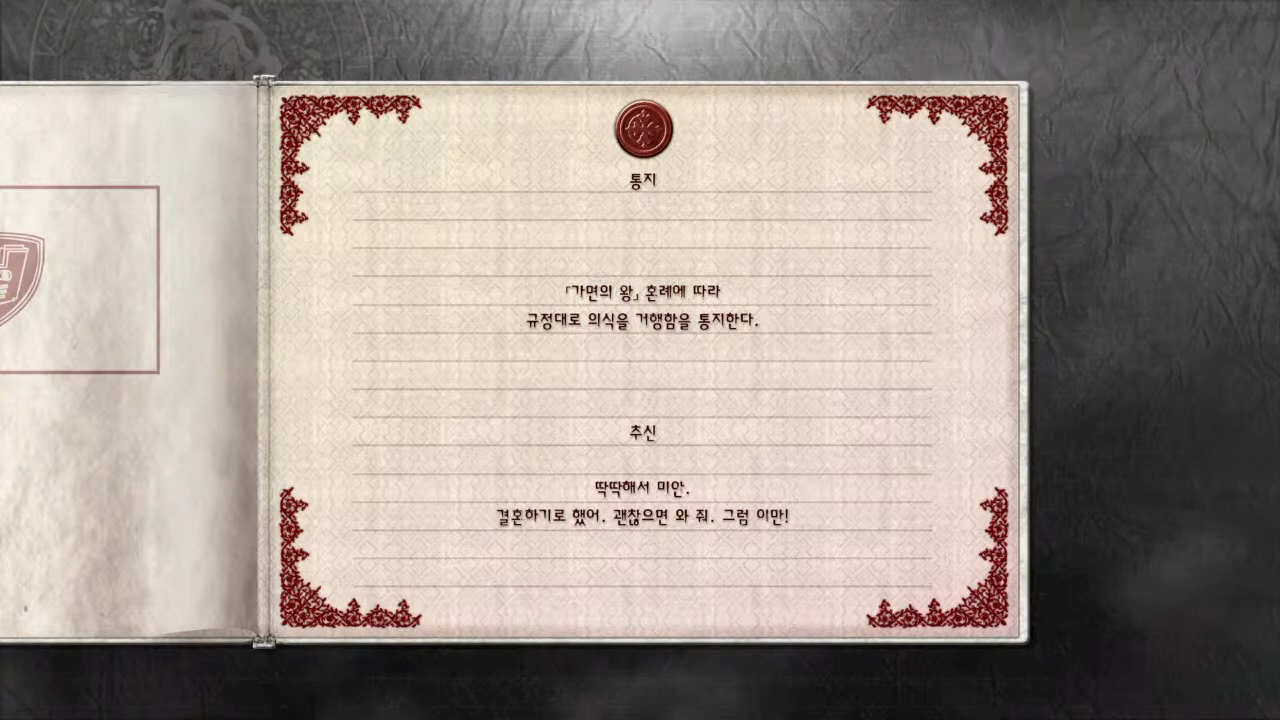 통지
「가면의 왕」 혼례에 따라
규정대로 의식을 거행함을 통지한다.
추신
딱딱해서 미안.
결혼하기로 했어. 괜찮으면 와 줘. 그럼 이만!